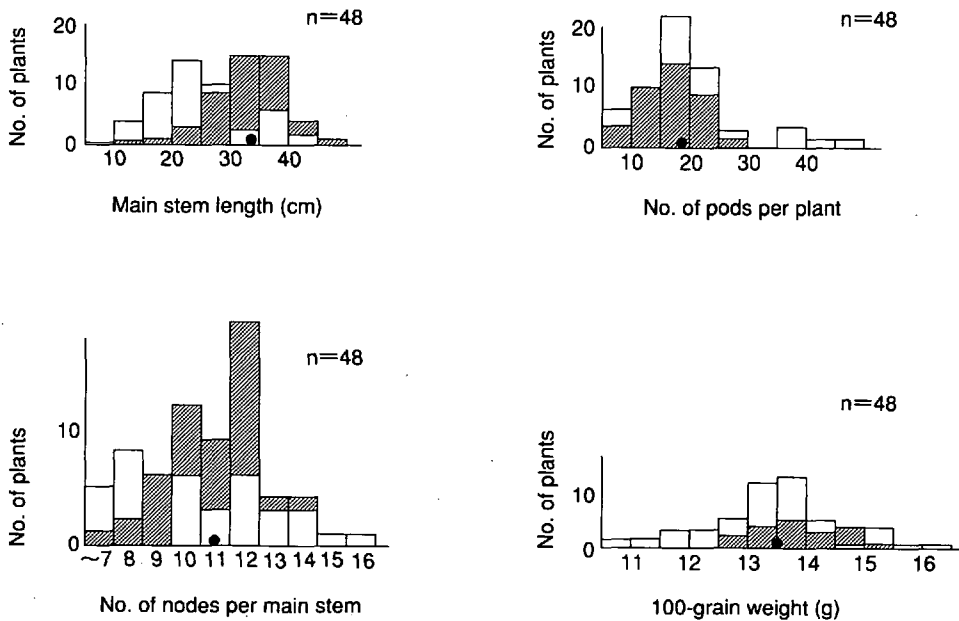 n=48
No. of plants
20
10
0
10 20 30 40
Main stem length (cm)
n=48
No. of plants
20
10
0
10 20 40
No. of pods per plant
n=48
No. of plants
10
0
~7 8 9 10 11 12 13 14 15 16
No. of nodes per main stem
n=48
No. of plants
10
0
11 12 13 14 15 16
100-grain weight (g)